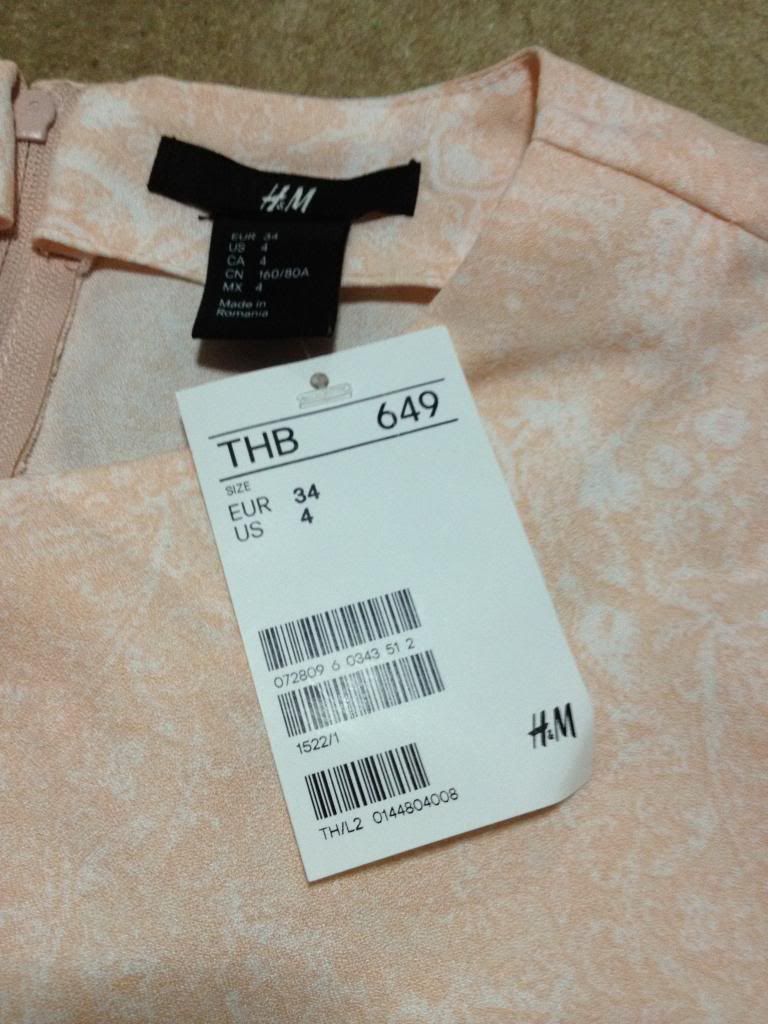 H&M
EUR 34
US 4
CA 4
CN 160/80A
MX 4
Made in
Romania
THB 649
SIZE
EUR 34
US 4
072809 6 0343 51 2
1522/1
H&M
TH/L2 0144804008